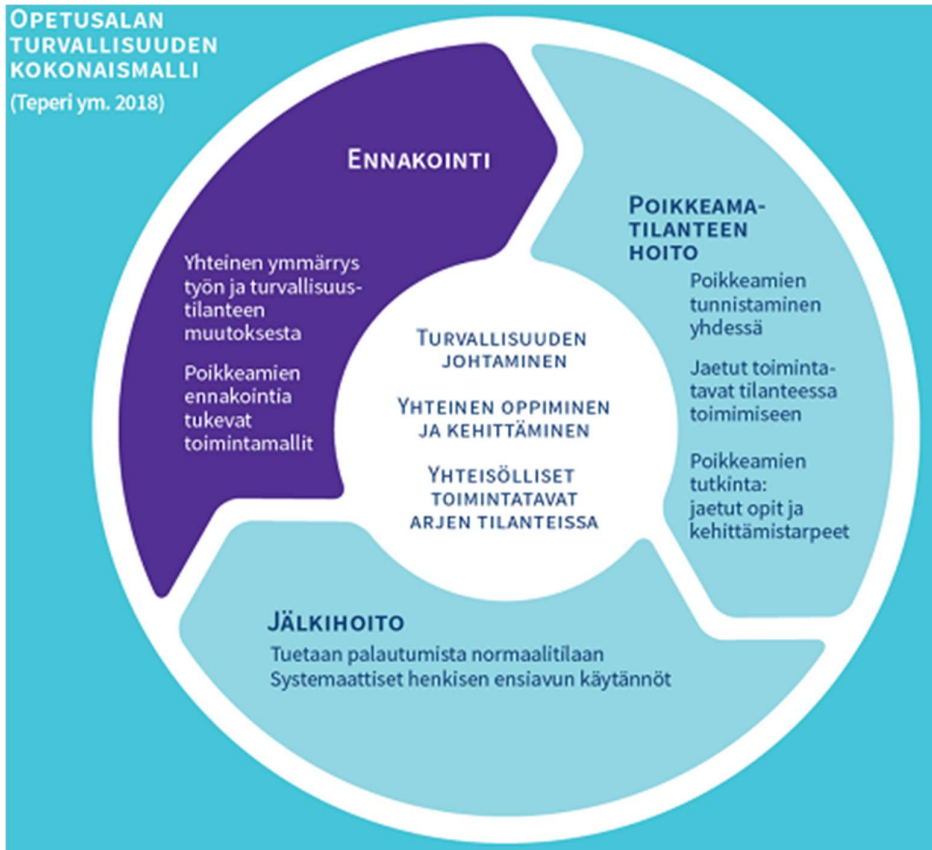 OPETUSALAN
TURVALLISUUDEN
KOKONAISMALLI
(Teperi ym. 2018)
ENNAKOINTI
Yhteinen ymmärrys
työn ja turvallisuus-
tilanteen
muutoksesta
Poikkeamien
ennakointia
tukevat
toimintamallit
POIKKEAMA-
TILANTEEN
HOITO
Poikkeamien
tunnistaminen
yhdessä
Jaetut toiminta-
tavat tilanteessa
toimimiseen
Poikkeamien
tutkinta:
jaetut opit ja
kehittämistarpeet
TURVALLISUUDEN
JOHTAMINEN
YHTEINEN OPPIMINEN
JA KEHITTÄMINEN
YHTEISÖLLISET
TOIMINTATAVAT
ARJEN TILANTEISSA
JÄLKIHOITO
Tuetaan palautumista normaalitilaan
Systemaattiset henkisen ensiavun käytännöt